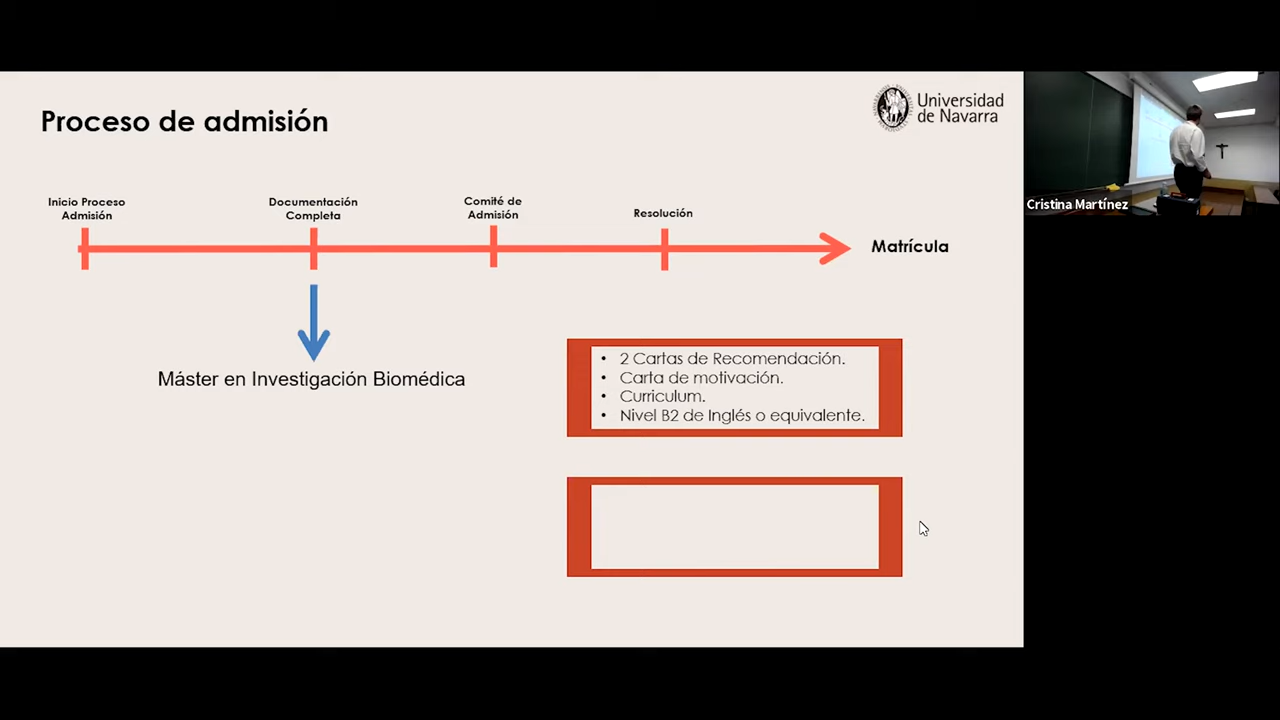 Proceso de admisión
Universidad
de Navarra
Inicio Proceso
Admisión
Documentación
Completa
Comité de
Admisión
Resolución
Matrícula
Máster en Investigación Biomédica
• 2 Cartas de Recomendación.
• Carta de motivación.
• Curriculum.
• Nivel B2 de Inglés o equivalente.
Cristina Martínez